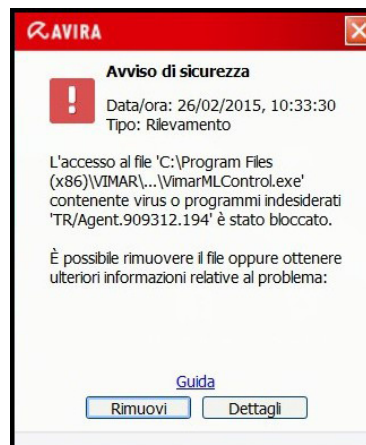 AVIRA
Avviso di sicurezza
Data/ora: 26/02/2015, 10:33:30
Tipo: Rilevamento
L'accesso al file 'C:\Program Files
(x86)\VIMAR\...\VimarMLControl.exe'
contenente virus o programmi indesiderati
'TR/Agent.909312.194' è stato bloccato.
È possibile rimuovere il file oppure ottenere
ulteriori informazioni relative al problema:
Guida
Rimuovi Dettagli